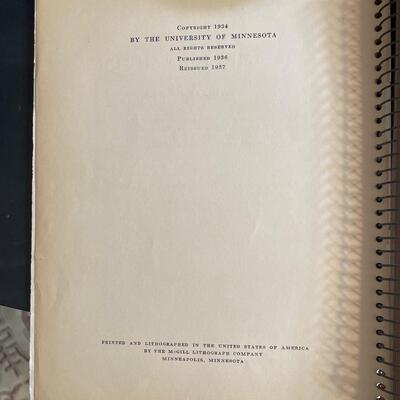 Copyright 1934
BY THE UNIVERSITY OF MINNESOTA
ALL RIGHTS RESERVED
Published 1936
Reissued 1937
PRINTED AND LITHOGRAPHED IN THE UNITED STATES OF AMERICA
BY THE McGILL LITHOGRAPH COMPANY
MINNEAPOLIS, MINNESOTA